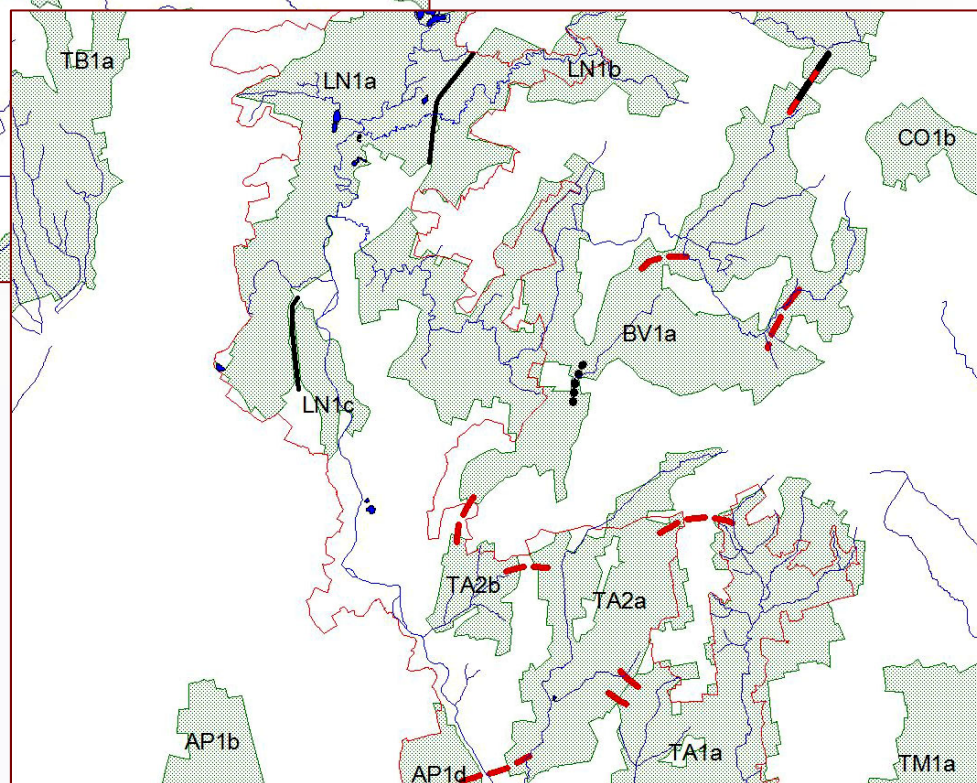 TB1a
LN1a
LN1b
CO1b
BV1a
LN1c
TA2b
TA2a
AP1b
TA1a
TM1a
AP1d